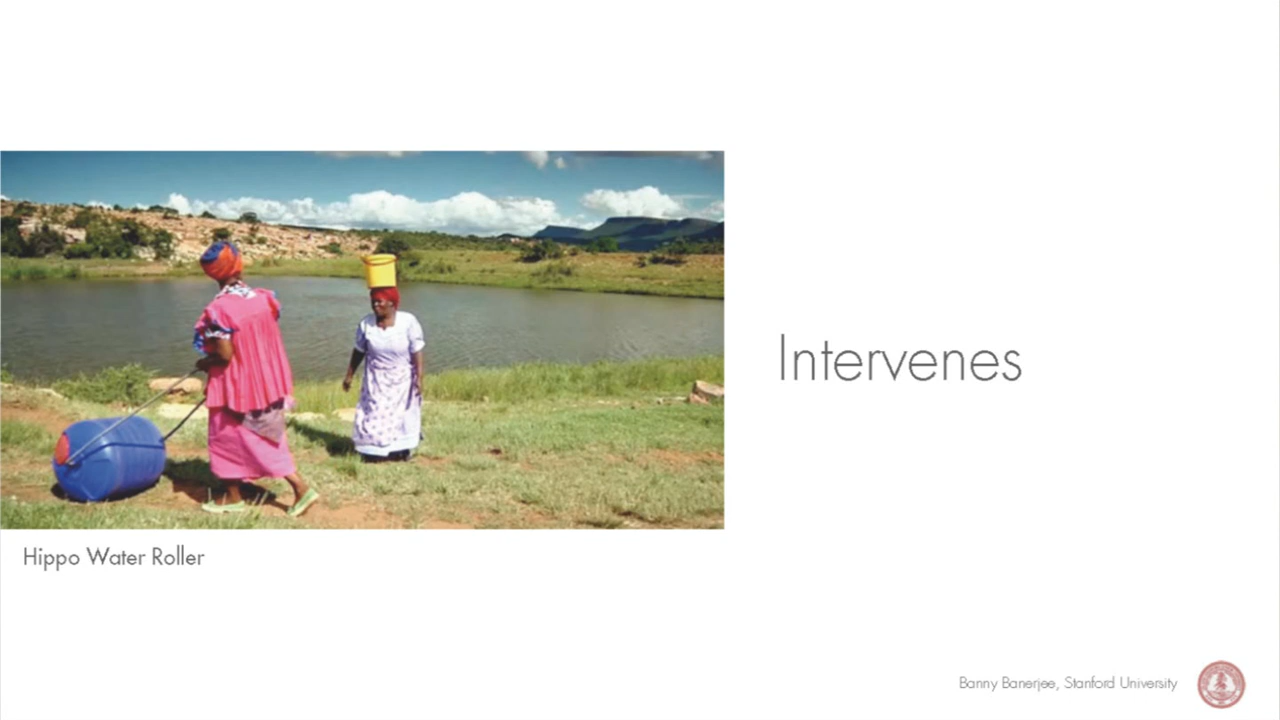 Intervenes
Hippo Water Roller
Banny Banerjee, Stanford University